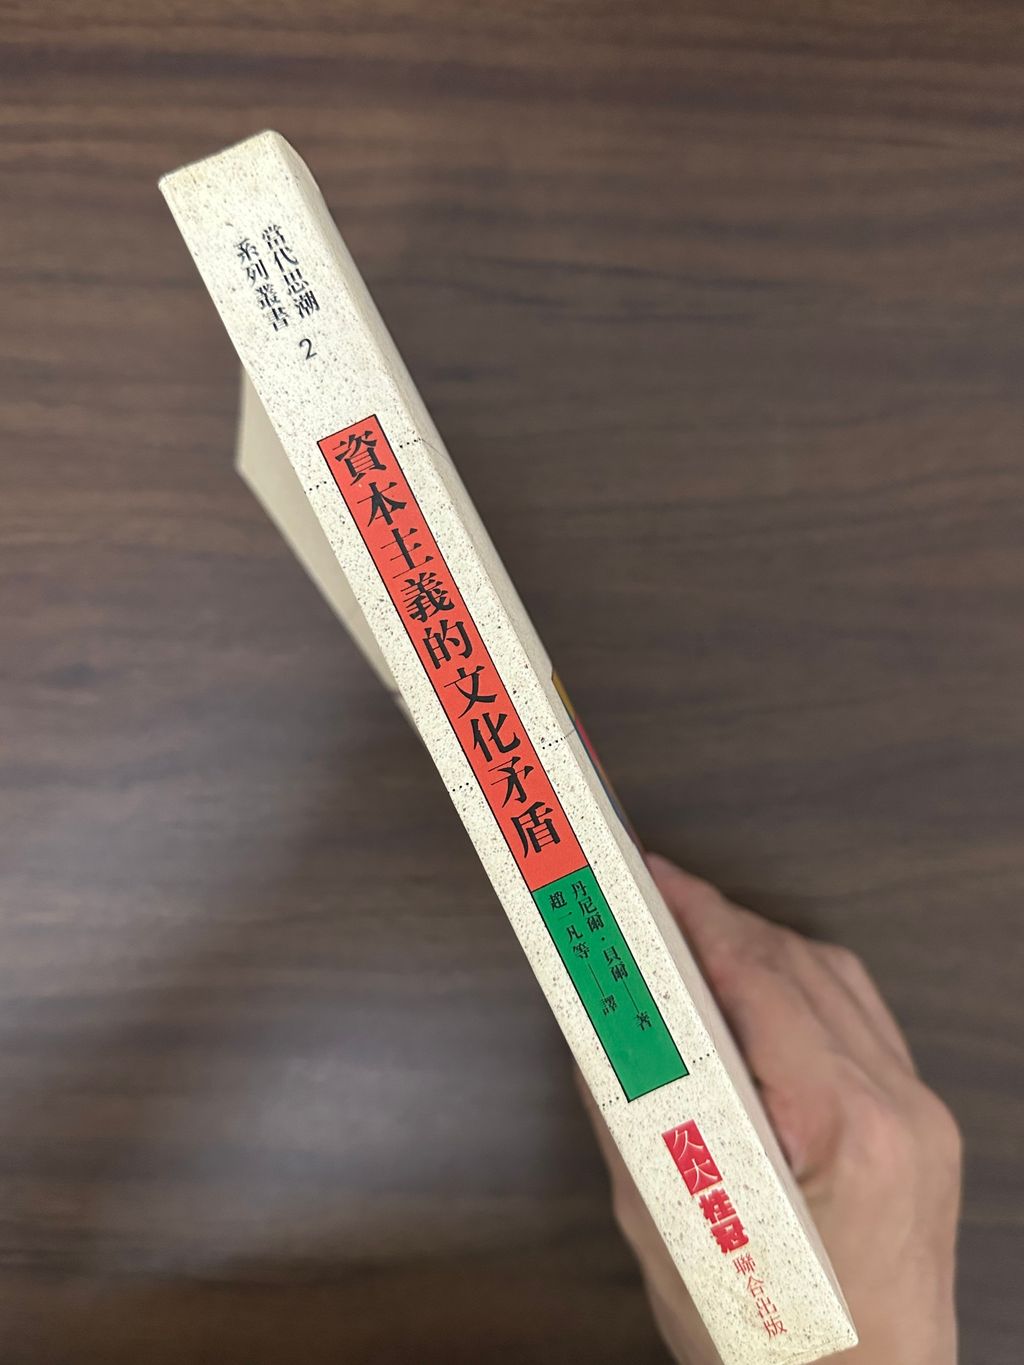 當代思潮
系列叢書
2
資本主義的文化矛盾
丹尼爾·貝爾——著
趙一凡等——譯
久大
桂冠
聯合出版